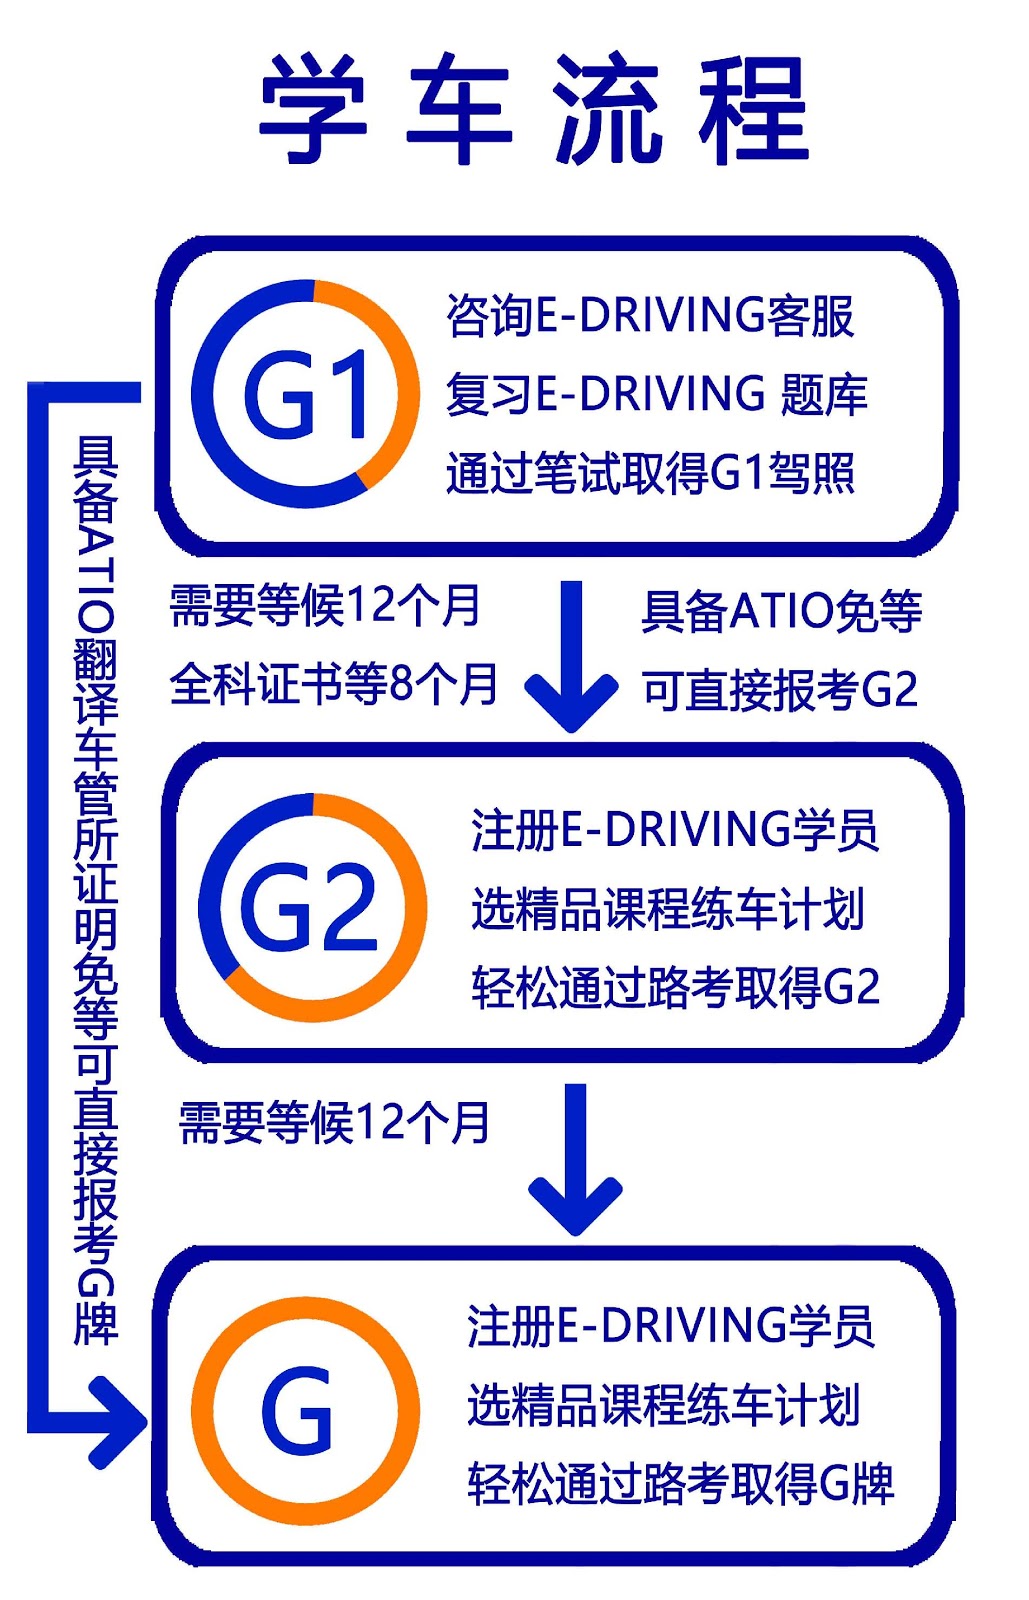 学车流程
G1
咨询E-DRIVING客服
复习E-DRIVING 题库
通过笔试取得G1驾照
具备ATIO翻译车管所证明免等可直接报考G牌
需要等候12个月
全科证书等8个月
具备ATIO免等
可直接报考G2
G2
注册E-DRIVING学员
选精品课程练车计划
轻松通过路考取得G2
需要等候12个月
G
注册E-DRIVING学员
选精品课程练车计划
轻松通过路考取得G牌